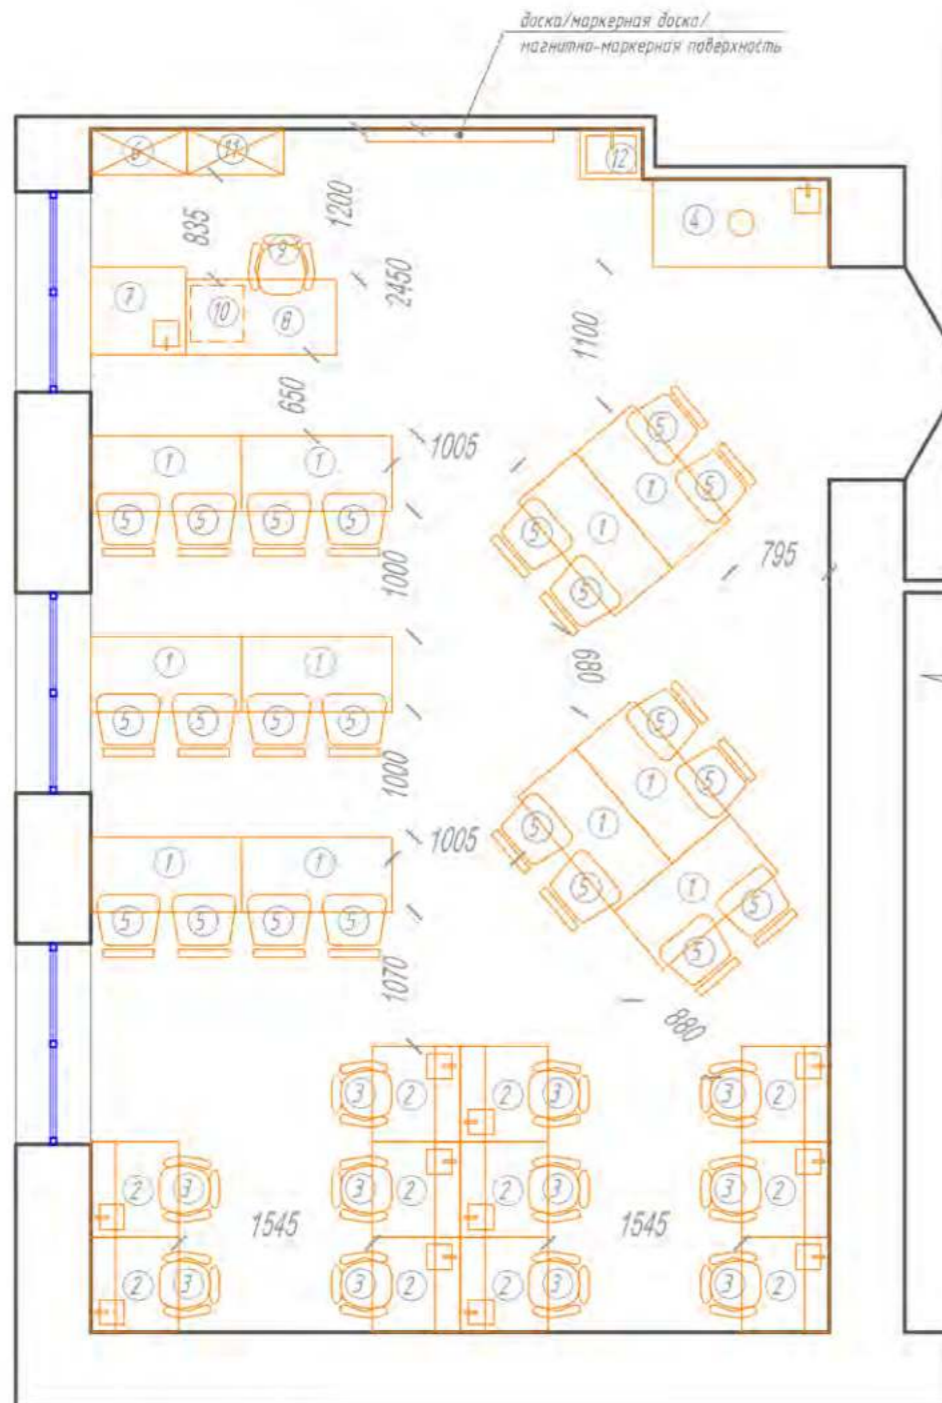 доска/маркерная доска/
магнитно-маркерная поверхность
6 11 12
4
835 1200
9
7 10 8 2450
1100
650
1 1 1005 5
1 5
5 5 5 5 1 5
1000 5 795
680
1 1 5
5 5 5 5 1 5
1000 1 5
1 1 1005 5 1
5 5 5 5 5 5
1070 880
3 2 2 3 3 2
2 3 3 2 2 3 3 2
1545 1545
2 3 3 2 2 3 3 2